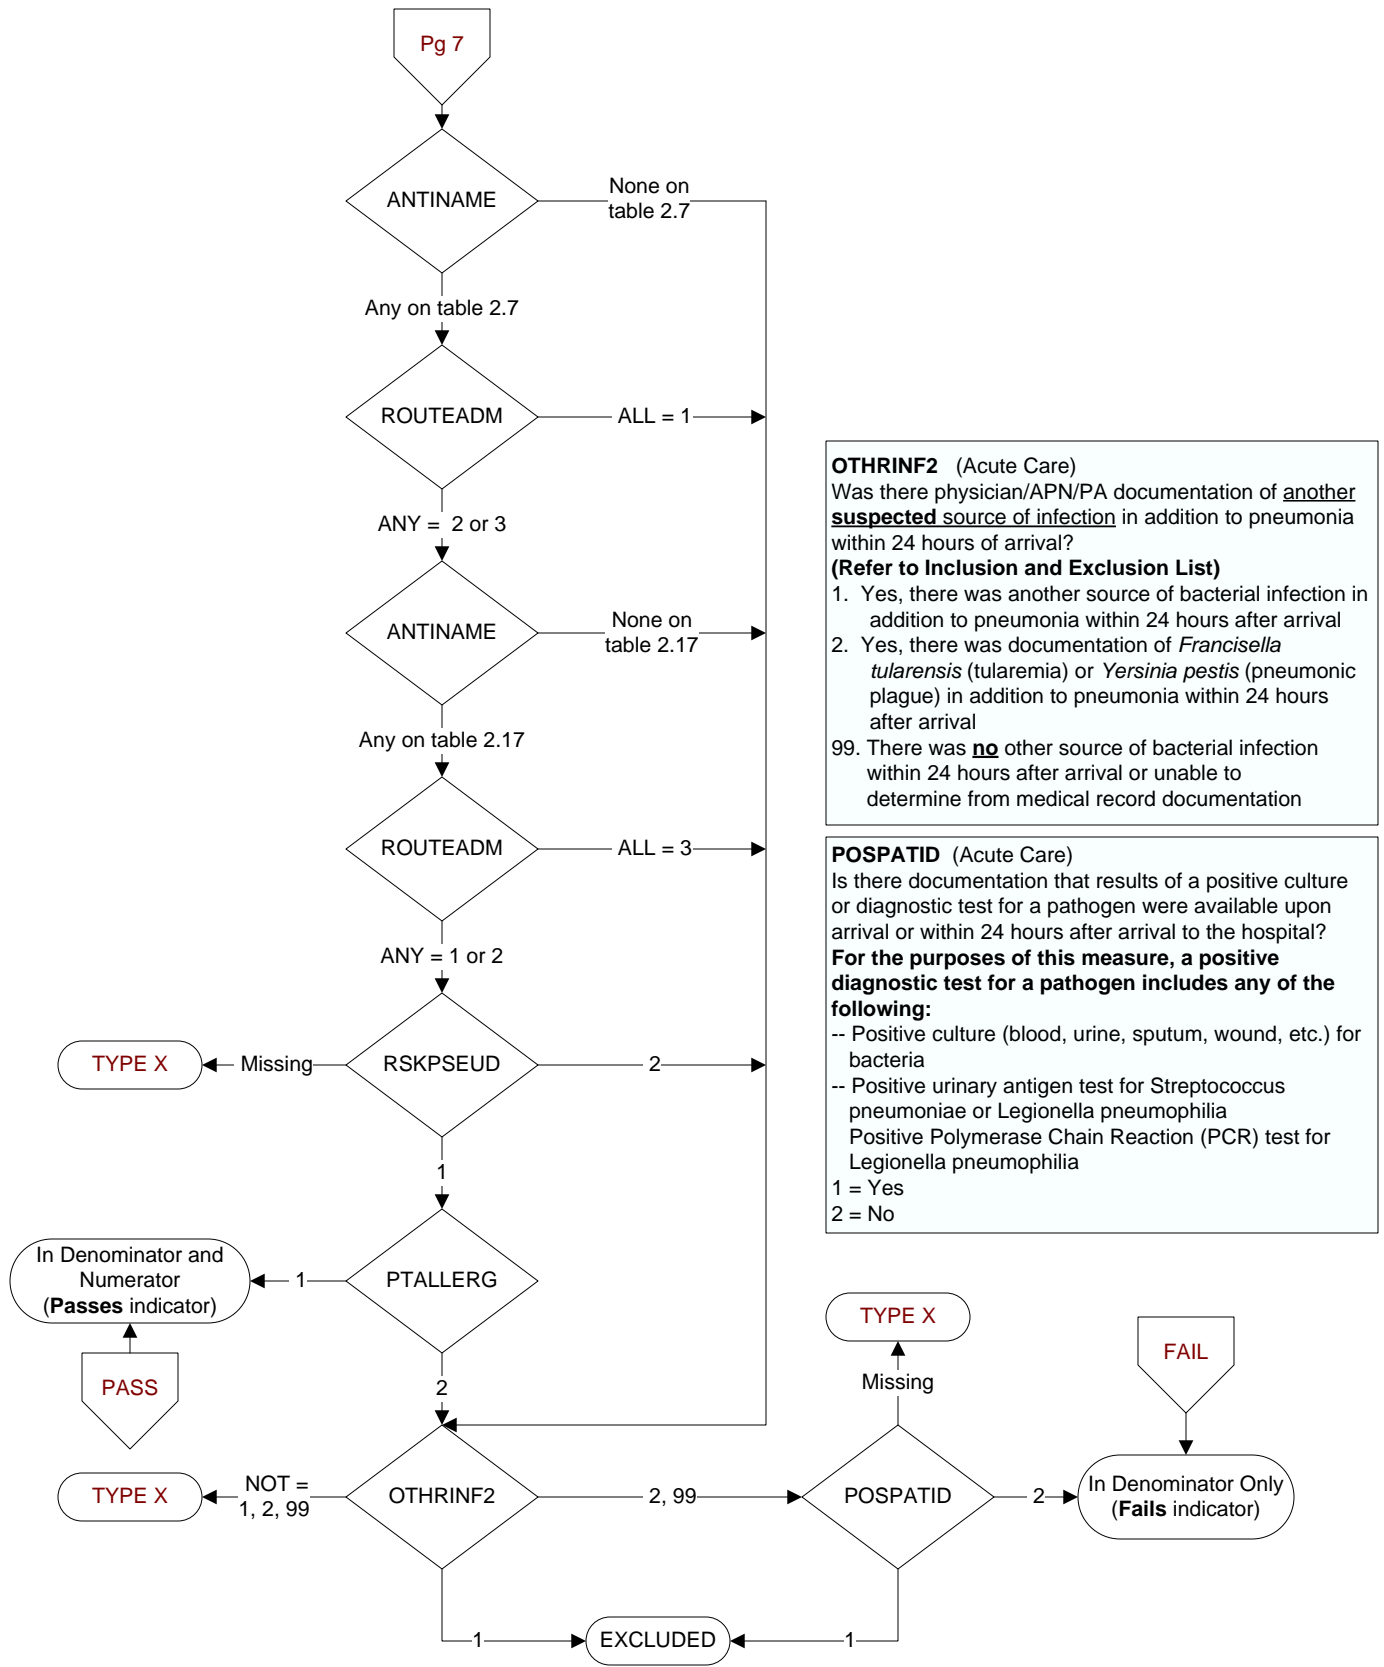 Pg 7
ANTINAME
None on
table 2.7
Any on table 2.7
ROUTEADM
ALL = 1
ANY =  2 or 3
ANTINAME
None on
table 2.17
Any on table 2.17
ROUTEADM
ALL = 3
ANY = 1 or 2
TYPE X
Missing
RSKPSEUD
2
1
In Denominator and
Numerator
(Passes indicator)
1
PTALLERG
PASS
2
TYPE X
NOT =
1, 2, 99
OTHRINF2
2, 99
1
EXCLUDED
1
POSPATID
Missing
TYPE X
2
FAIL
In Denominator Only
(Fails indicator)
OTHRINF2   (Acute Care)
Was there physician/APN/PA documentation of another
suspected source of infection in addition to pneumonia
within 24 hours of arrival?
(Refer to Inclusion and Exclusion List)
1.  Yes, there was another source of bacterial infection in
addition to pneumonia within 24 hours after arrival
2.  Yes, there was documentation of Francisella
tularensis (tularemia) or Yersinia pestis (pneumonic
plague) in addition to pneumonia within 24 hours
after arrival
99. There was no other source of bacterial infection
within 24 hours after arrival or unable to
determine from medical record documentation
POSPATID  (Acute Care)
Is there documentation that results of a positive culture
or diagnostic test for a pathogen were available upon
arrival or within 24 hours after arrival to the hospital?
For the purposes of this measure, a positive
diagnostic test for a pathogen includes any of the
following:
-- Positive culture (blood, urine, sputum, wound, etc.) for
bacteria
-- Positive urinary antigen test for Streptococcus
pneumoniae or Legionella pneumophilia
Positive Polymerase Chain Reaction (PCR) test for
Legionella pneumophilia
1 = Yes
2 = No